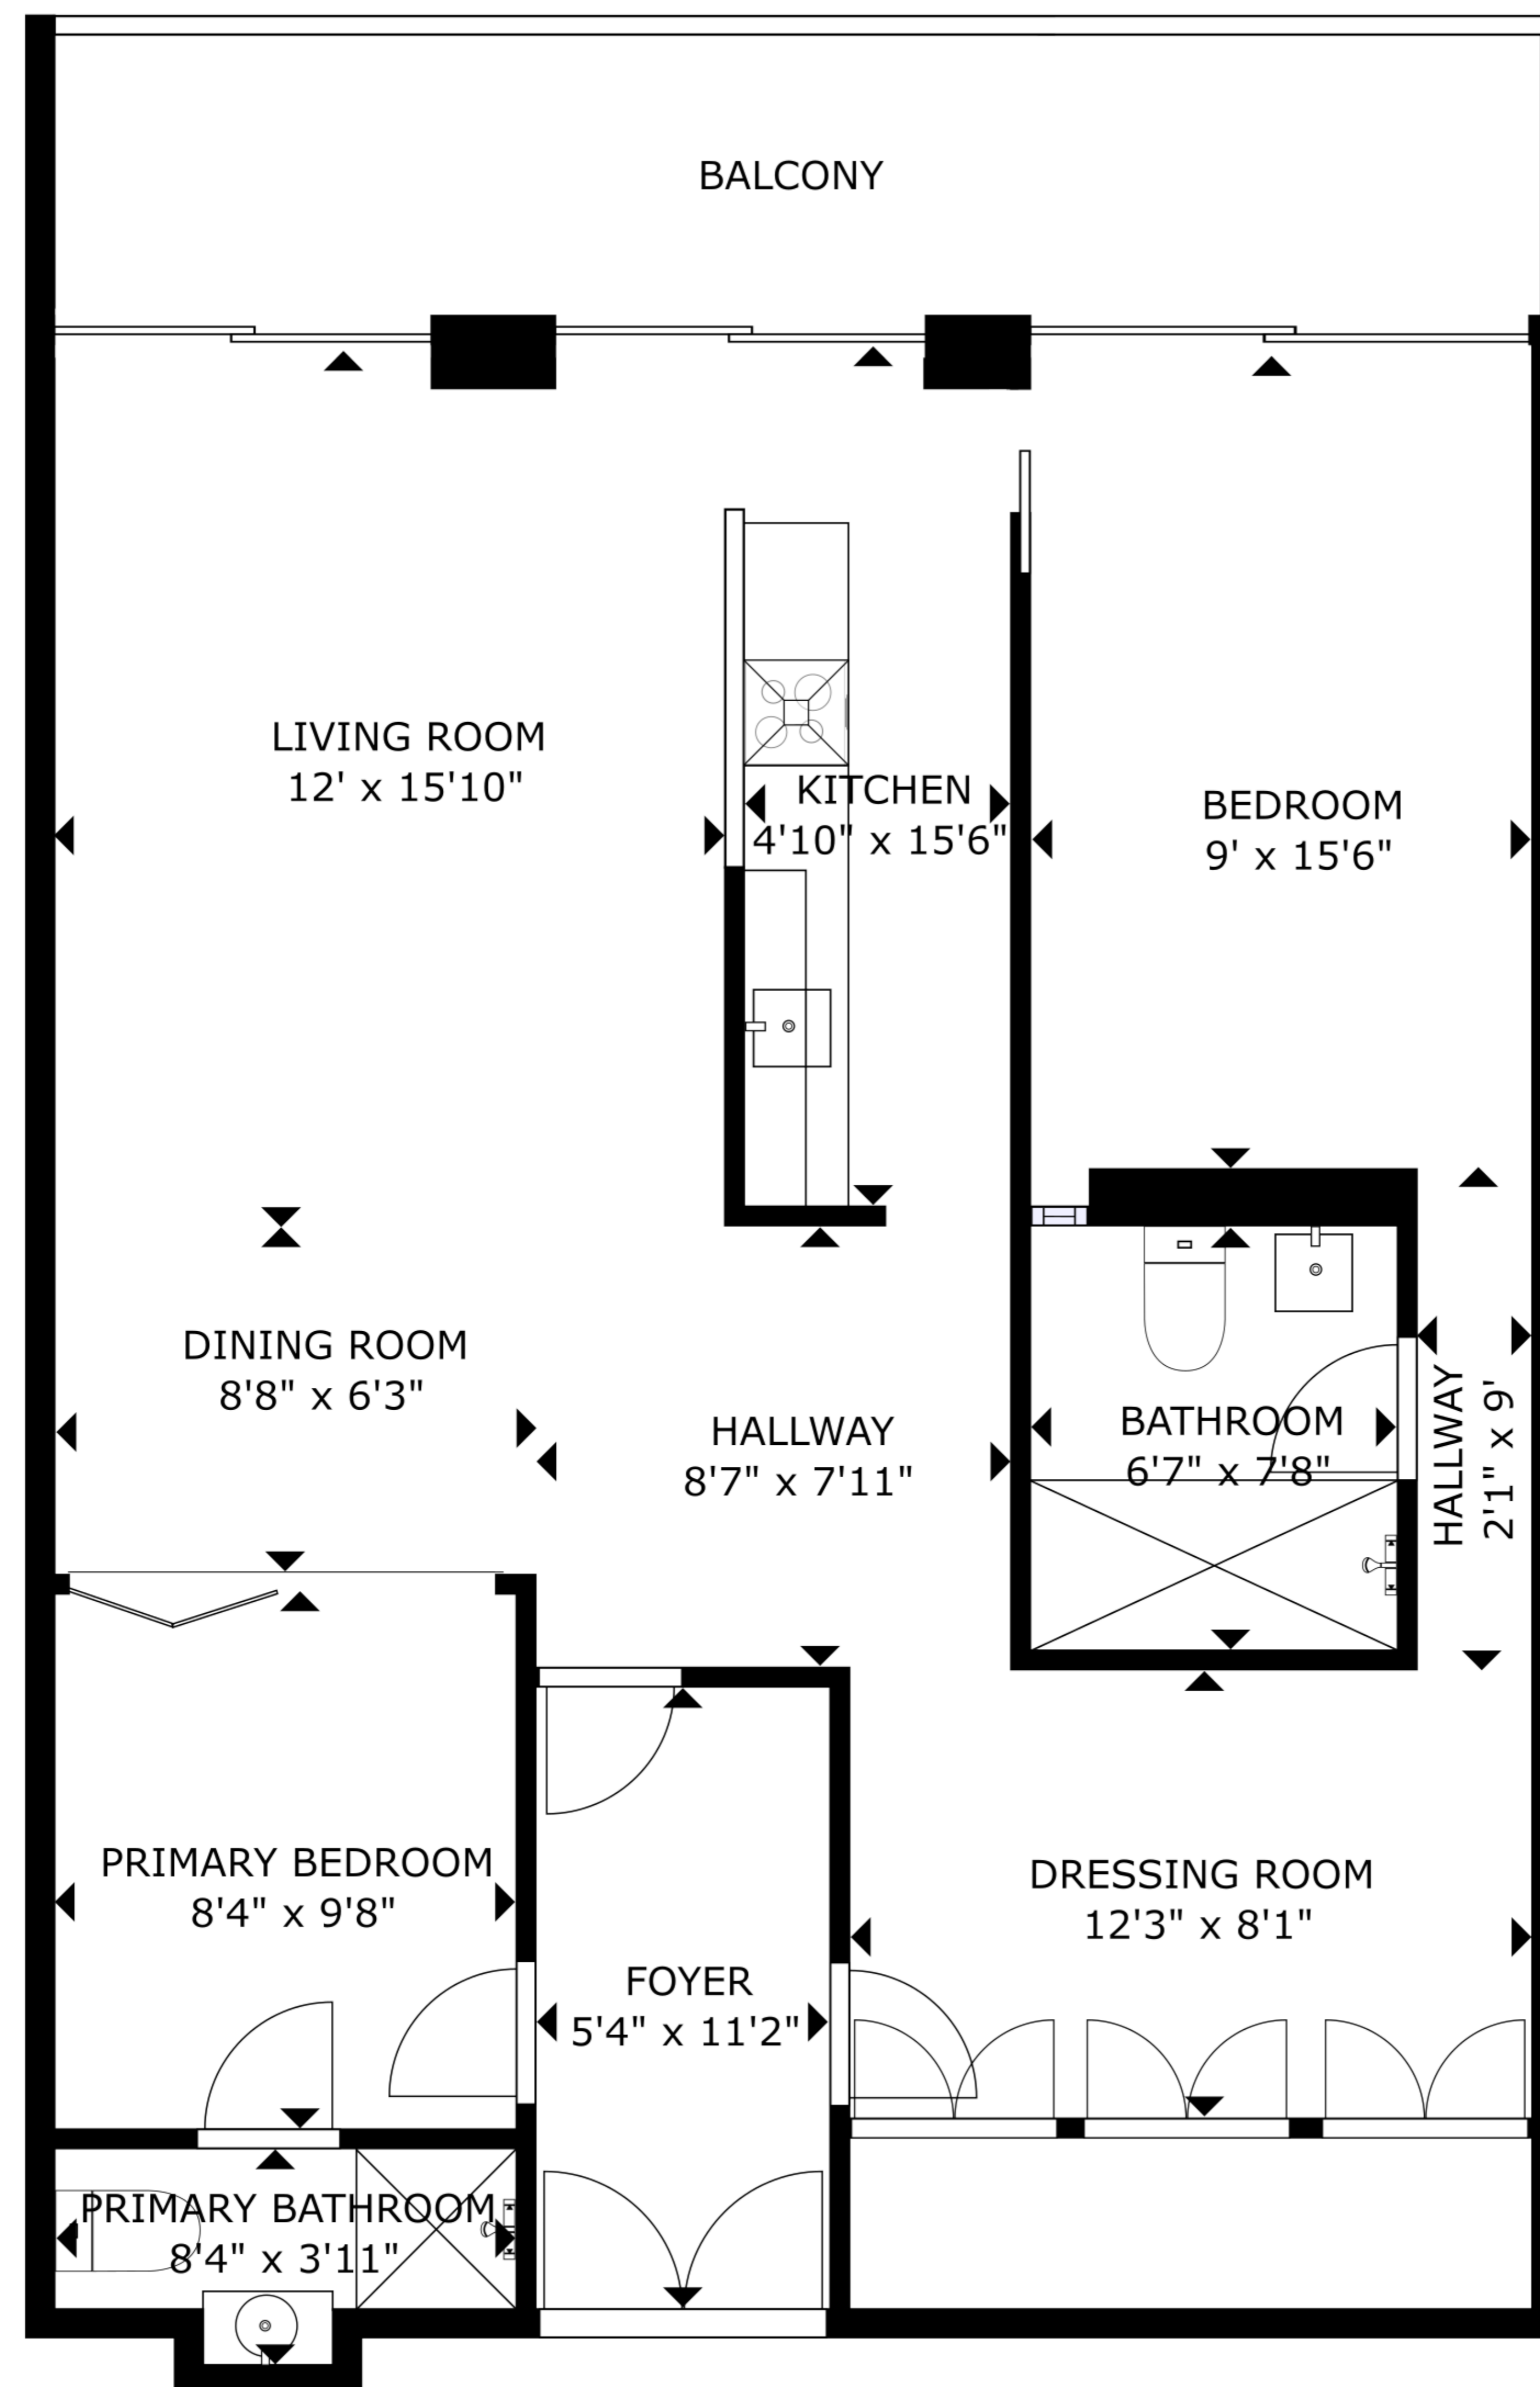 BALCONY
LIVING ROOM
12' x 15'10"
KITCHEN
4'10" x 15'6"
BEDROOM
9' x 15'6"
DINING ROOM
8'8" x 6'3"
HALLWAY
8'7" x 7'11"
BATHROOM
6'7" x 7'8"
HALLWAY
2'1" x 9'
PRIMARY BEDROOM
8'4" x 9'8"
FOYER
5'4" x 11'2"
DRESSING ROOM
12'3" x 8'1"
PRIMARY BATHROOM
8'4" x 3'11"